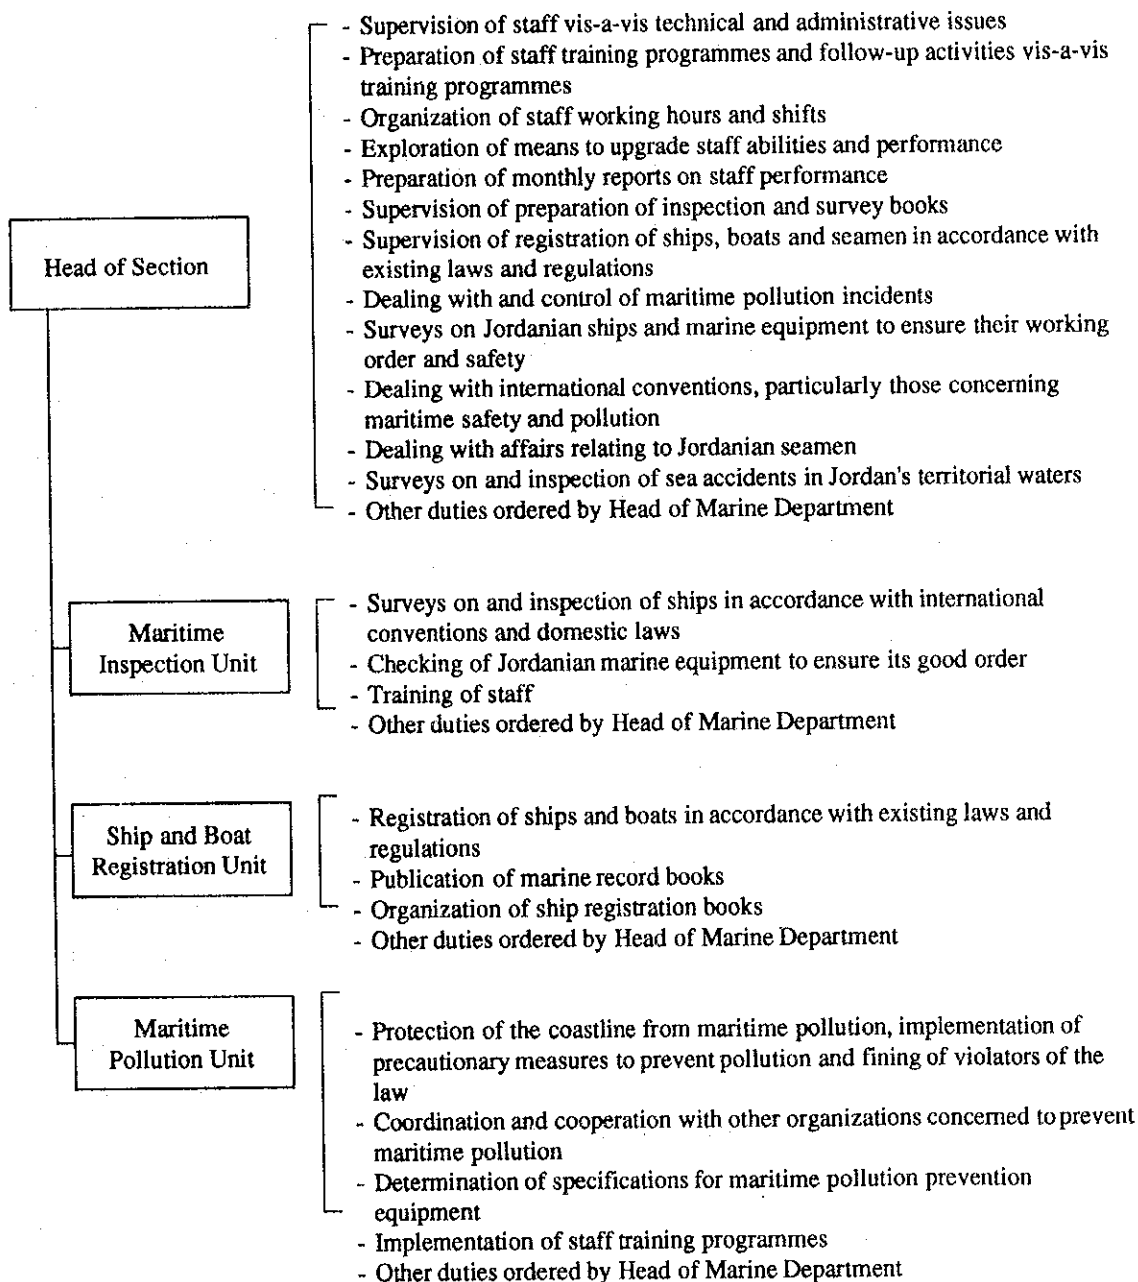 - Supervision of staff vis-a-vis technical and administrative issues
- Preparation of staff training programmes and follow-up activities vis-a-vis
training programmes
- Organization of staff working hours and shifts
- Exploration of means to upgrade staff abilities and performance
- Preparation of monthly reports on staff performance
- Supervision of preparation of inspection and survey books
- Supervision of registration of ships, boats and seamen in accordance with
existing laws and regulations
- Dealing with and control of maritime pollution incidents
- Surveys on Jordanian ships and marine equipment to ensure their working
order and safety
- Dealing with international conventions, particularly those concerning
maritime safety and pollution
- Dealing with affairs relating to Jordanian seamen
- Surveys on and inspection of sea accidents in Jordan's territorial waters
- Other duties ordered by Head of Marine Department
Head of Section
Maritime
Inspection Unit
- Surveys on and inspection of ships in accordance with international
conventions and domestic laws
- Checking of Jordanian marine equipment to ensure its good order
- Training of staff
- Other duties ordered by Head of Marine Department
Ship and Boat
Registration Unit
- Registration of ships and boats in accordance with existing laws and
regulations
- Publication of marine record books
- Organization of ship registration books
- Other duties ordered by Head of Marine Department
Maritime
Pollution Unit
- Protection of the coastline from maritime pollution, implementation of
precautionary measures to prevent pollution and fining of violators of the
law
- Coordination and cooperation with other organizations concerned to prevent
maritime pollution
- Determination of specifications for maritime pollution prevention
equipment
- Implementation of staff training programmes
- Other duties ordered by Head of Marine Department